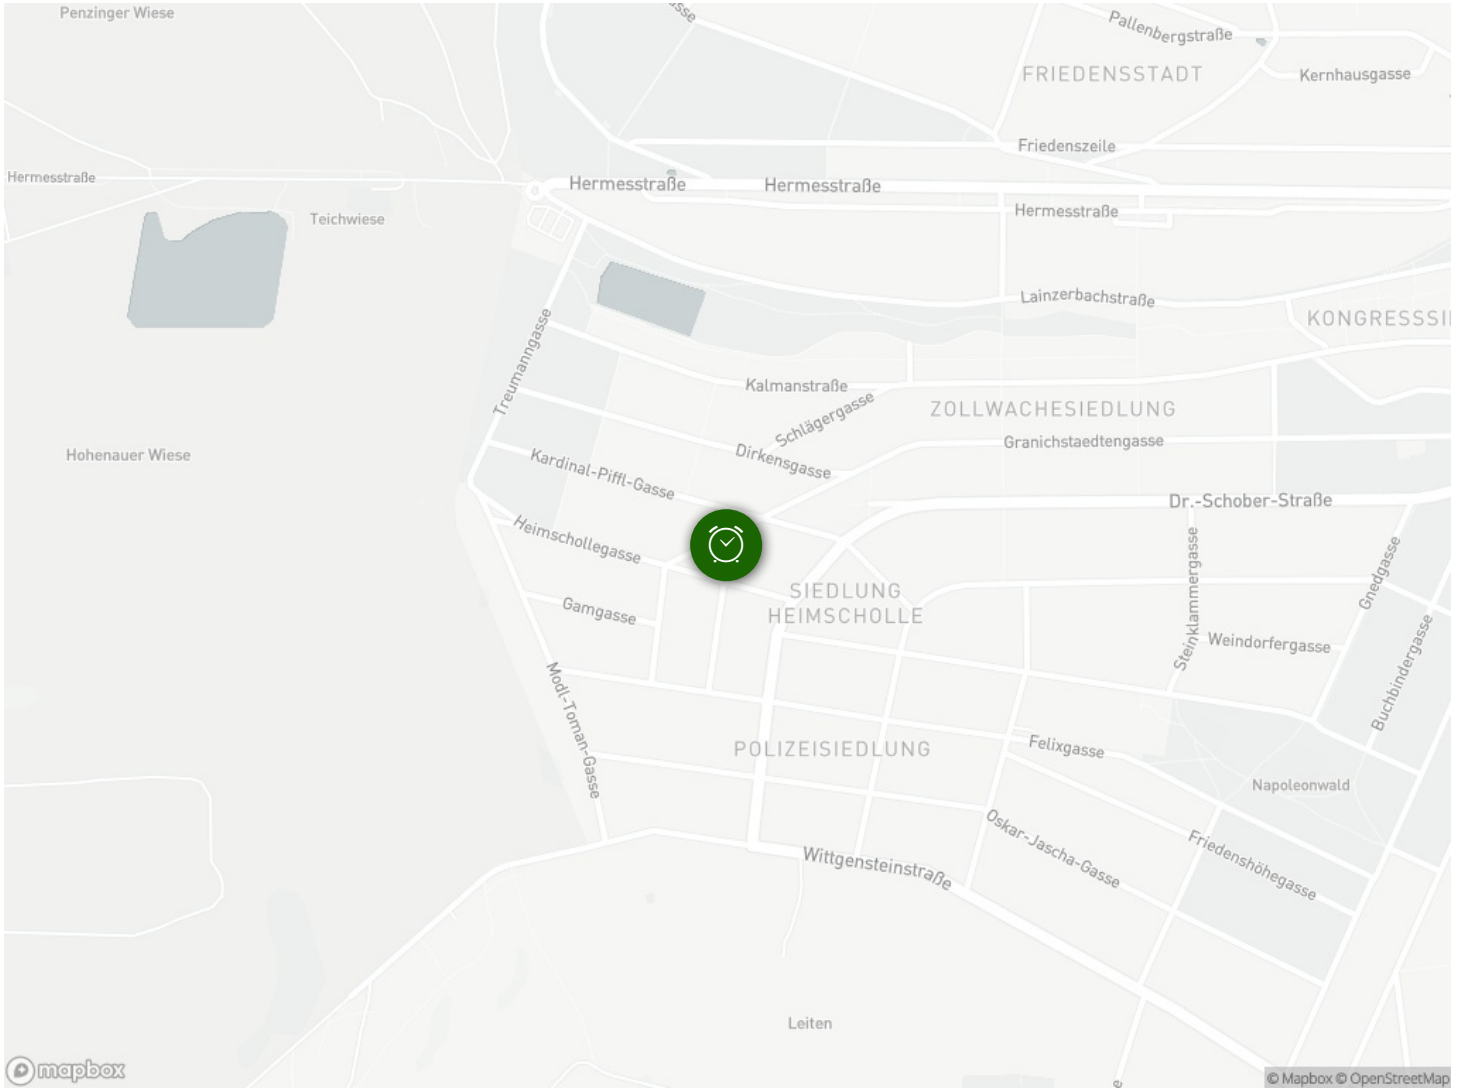 Penzinger Wiese
Pallenbergstraße
FRIEDENSSTADT
Kernhausgasse
Friedenszeile
Hermesstraße
Hermesstraße
Hermesstraße
Hermesstraße
Teichwiese
Lainzerbachstraße
Treumanngasse
Kalmanstraße
Schlägergasse
ZOLLWACHESIEDLUNG
Granichstaedtengasse
Hohenauer Wiese
Dirkensgasse
Kardinal-Piffl-Gasse
Dr.-Schober-Straße
Heimschollegasse
SIEDLUNG
HEIMSCHOLLE
Gamgasse
Steinklammergasse
Gnedgasse
Weindorfergasse
Buchbindergasse
Modl-Toman-Gasse
POLIZEISIEDLUNG
Felixgasse
Napoleonwald
Oskar-Jascha-Gasse
Friedenshöhegasse
Wittgensteinstraße
Leiten
mapbox
© Mapbox © OpenStreetMap